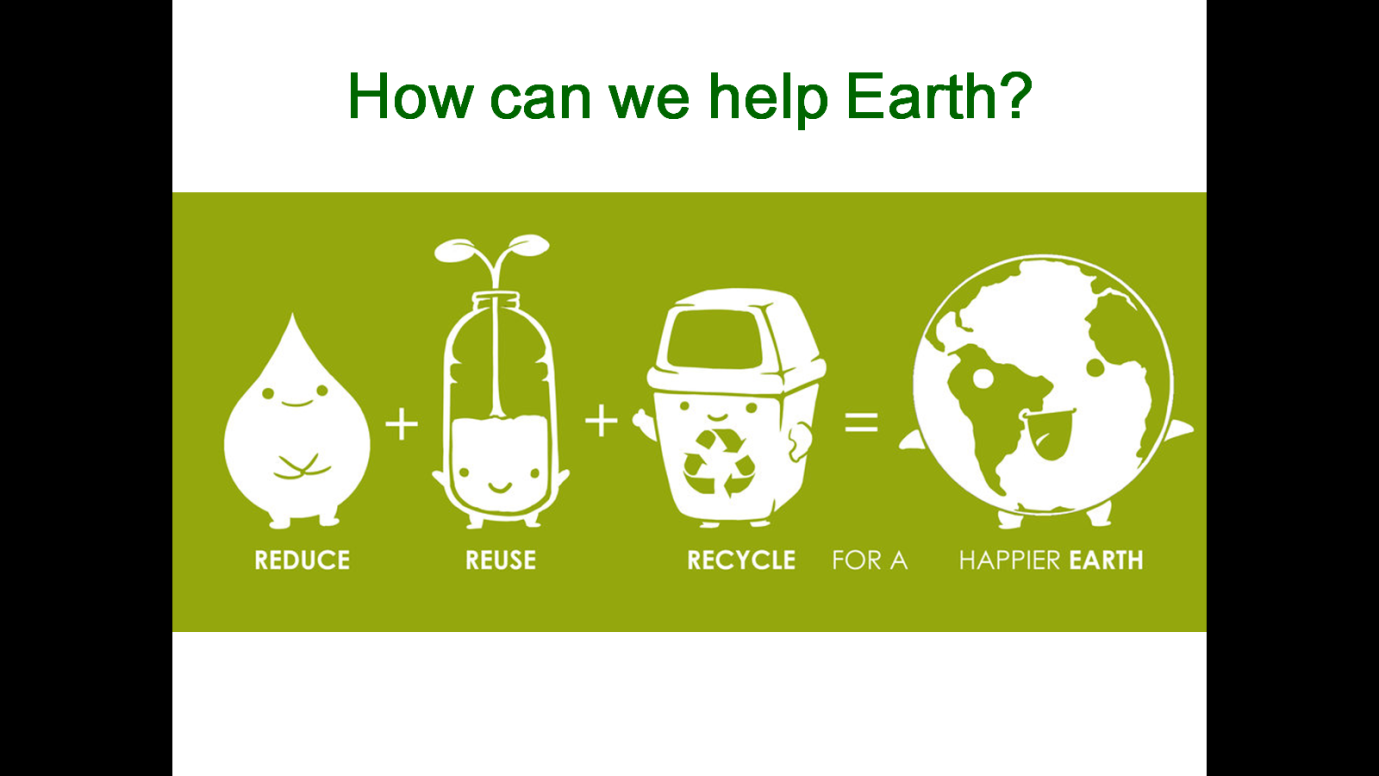 How can we help Earth?
+ + =
REDUCE REUSE RECYCLE FOR A HAPPIER EARTH